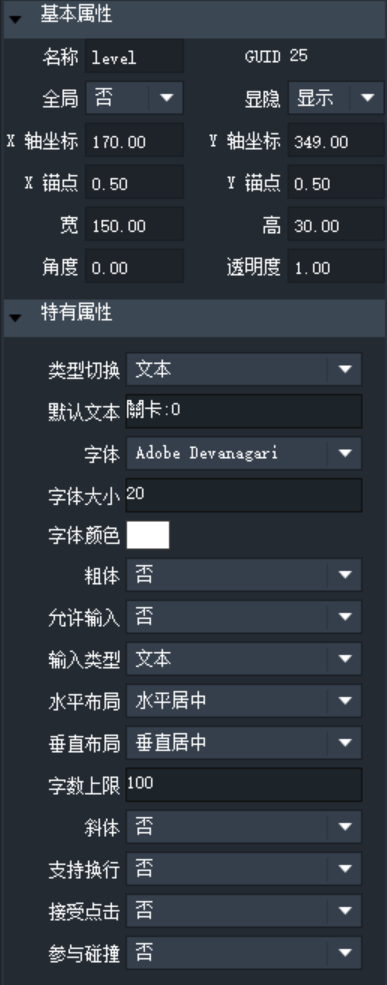 基本属性
名称 level GUID 25
全局 否 显隐 显示
X 轴坐标 170.00 Y 轴坐标 349.00
X 锚点 0.50 Y 锚点 0.50
宽 150.00 高 30.00
角度 0.00 透明度 1.00
特有属性
类型切换 文本
默认文本 關卡:0
字体 Adobe Devanagari
字体大小 20
字体颜色
粗体 否
允许输入 否
输入类型 文本
水平布局 水平居中
垂直布局 垂直居中
字数上限 100
斜体 否
支持换行 否
接受点击 否
参与碰撞 否